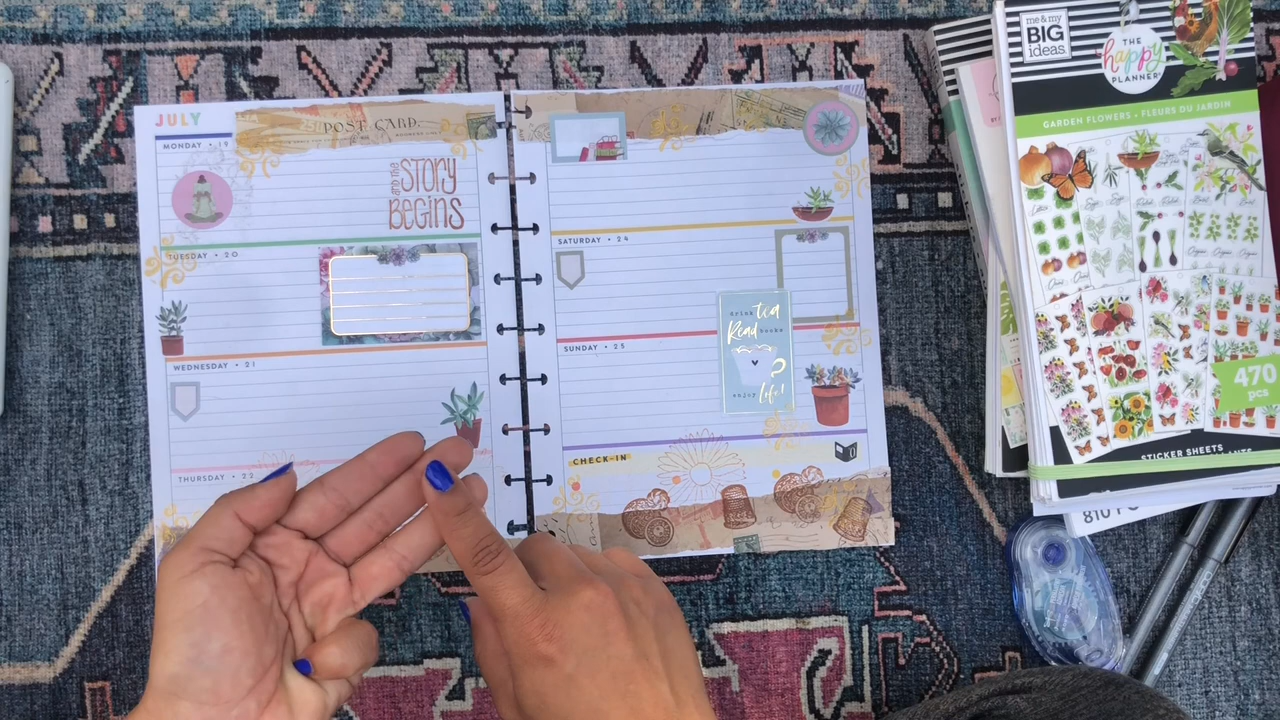 JULY
POST CARD
MONDAY • 19
and the
STORY
BEGINS
TUESDAY • 20
WEDNESDAY • 21
THURSDAY • 22
SATURDAY • 24
SUNDAY • 25
drink tea
Read books
?
enjoy life!
CHECK-IN
me & my
BIG
ideas
THE
happy
PLANNER
GARDEN FLOWERS • FLEURS DU JARDIN
470
pcs
STICKER SHEETS
810